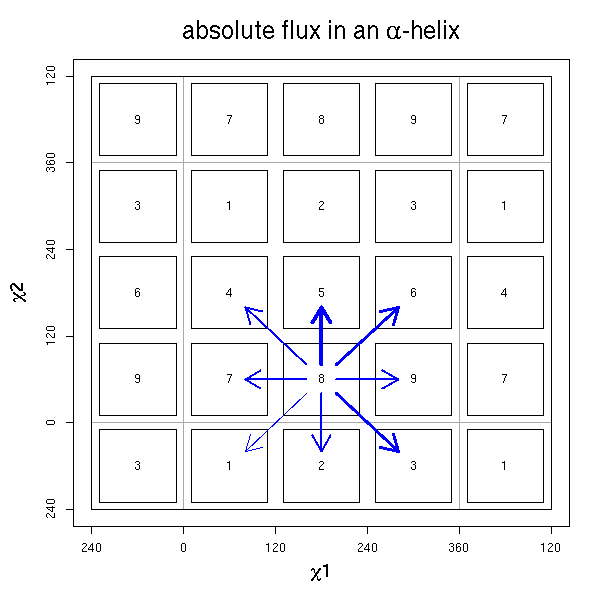 absolute flux in an α-helix
120
9 7 8 9 7
360
3 1 2 3 1
240
6 4 5 6 4
χ2
120
9 7 8 9 7
0
3 1 2 3 1
240
240 0 120 240 360 120
χ1